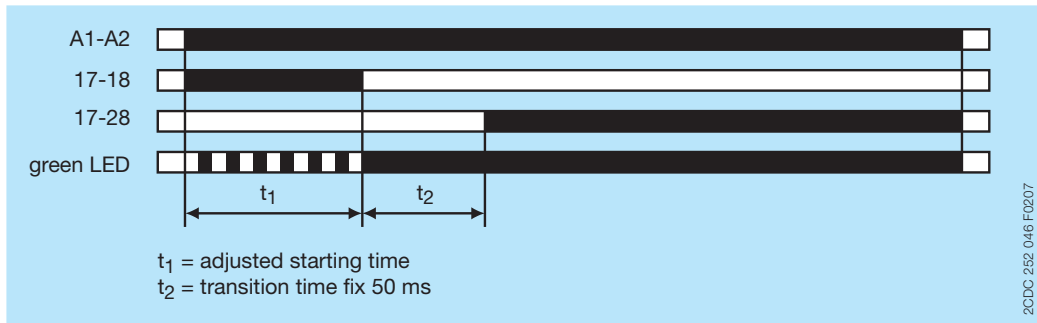 A1-A2
17-18
17-28
green LED
t₁ t₂
t₁ = adjusted starting time
t₂ = transition time fix 50 ms
2CDC 252 046 F0207